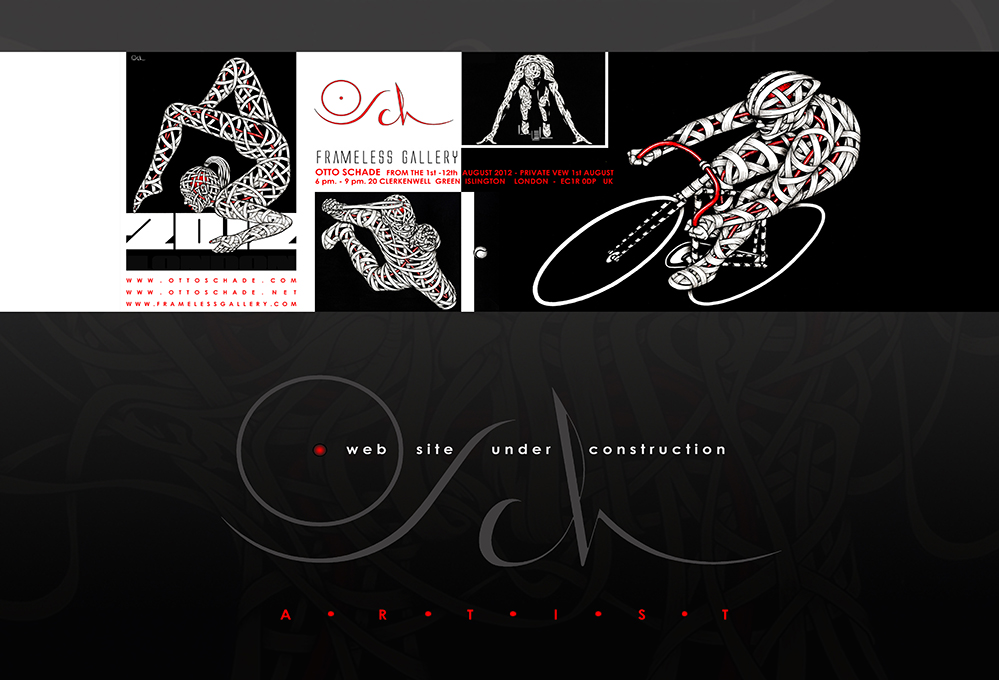 Osch
Osch
FRAMELESS GALLERY
OTTO SCHADE FROM THE 1st -12th AUGUST 2012 - PRIVATE VEW 1st AUGUST
6 pm. - 9 pm. 20 CLERKENWELL GREEN ISLINGTON LONDON - EC1R 0DP UK
2012
WWW.OTTOSCHADE.COM
WWW.OTTOSCHADE.NET
WWW.FRAMELESSGALLERY.COM
Osch
web site under construction
A • R • T • I • S • T